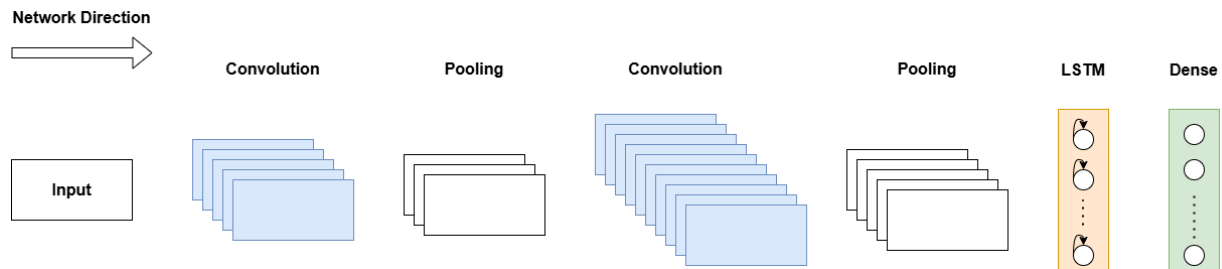 Network Direction
Convolution
Pooling
Convolution
Pooling
LSTM
Dense
Input